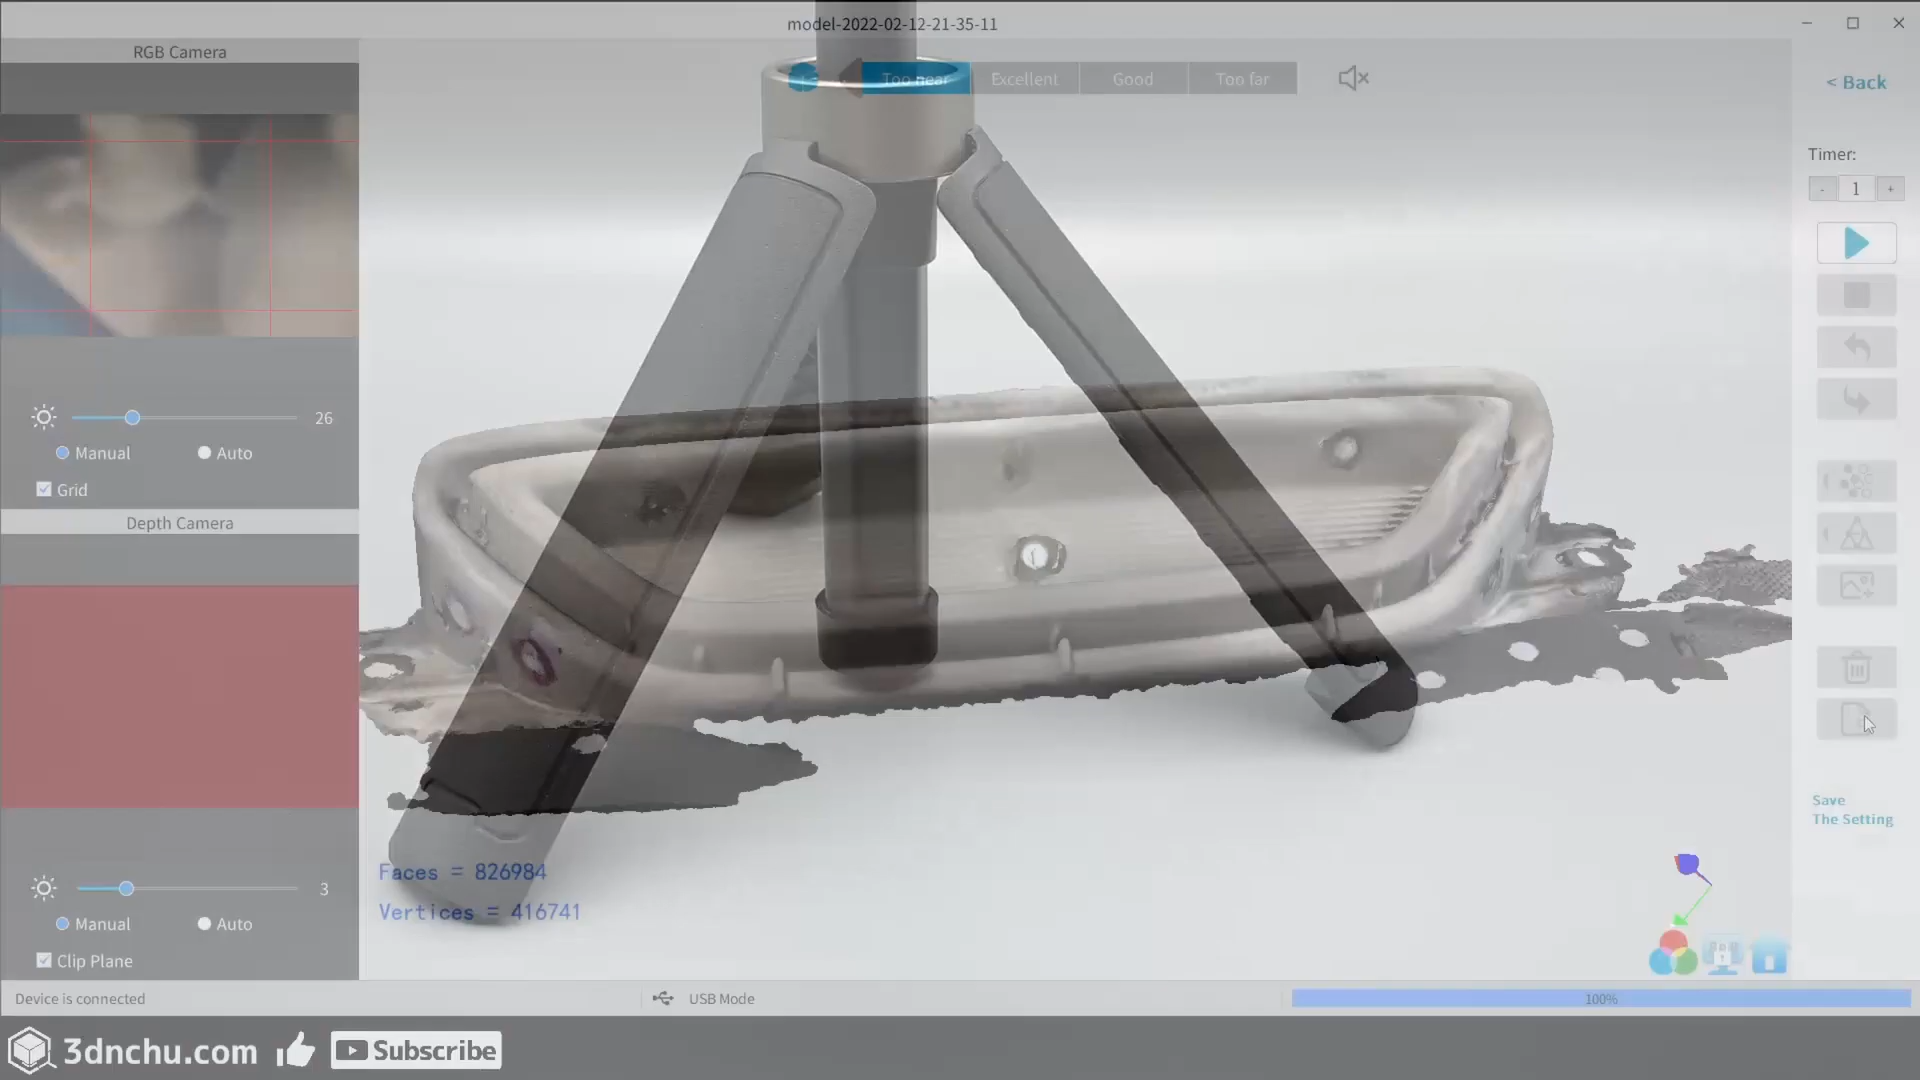 model-2022-02-12-21-35-11
RGB Camera
Too near
Excellent
Good
Too far
< Back
Timer:
- 1 +
26
Manual
Auto
Grid
Depth Camera
Save
The Setting
Faces = 826984
Vertices = 416741
3
Manual
Auto
Clip Plane
Device is connected
USB Mode
100%
3dnchu.com
Subscribe